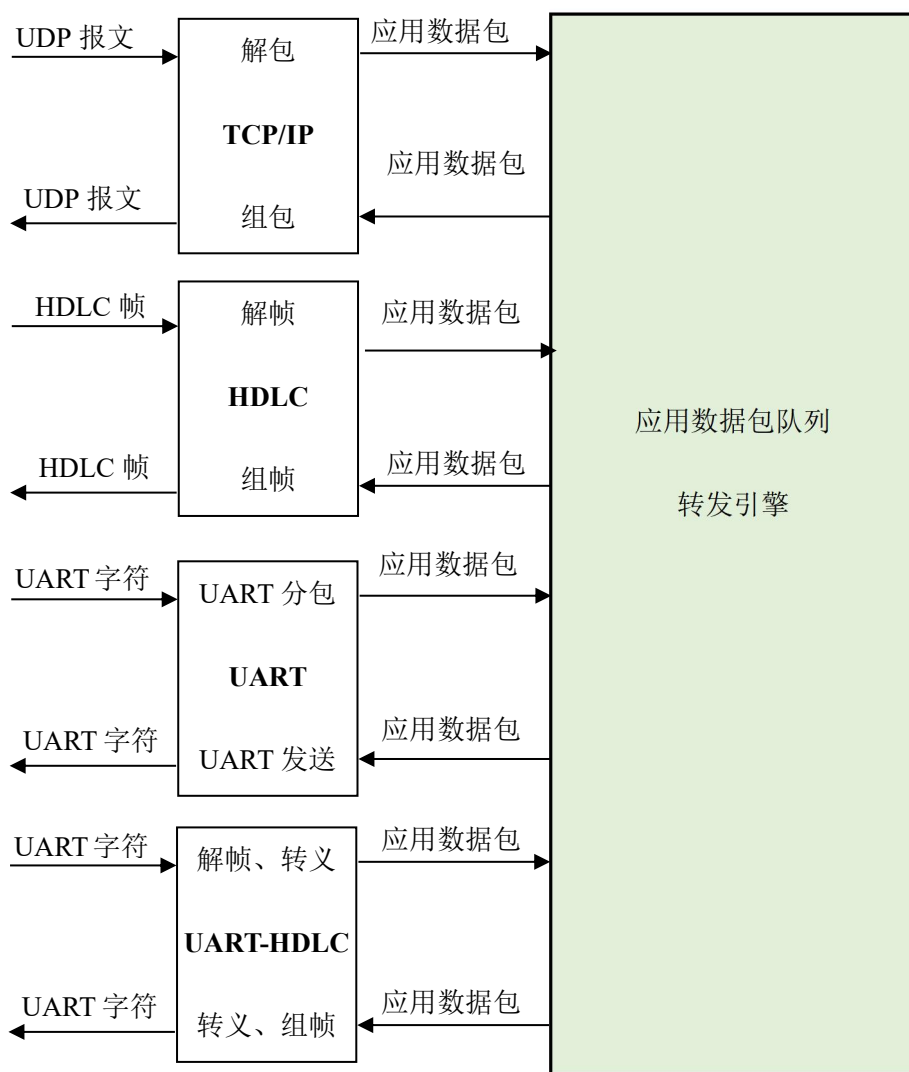 UDP 报文
解包
应用数据包
TCP/IP
应用数据包
UDP 报文
组包
HDLC 帧
解帧
应用数据包
HDLC
HDLC 帧
组帧
应用数据包
UART 字符
UART 分包
应用数据包
UART
UART 字符
UART 发送
应用数据包
UART 字符
解帧、转义
应用数据包
UART-HDLC
UART 字符
转义、组帧
应用数据包
应用数据包队列
转发引擎